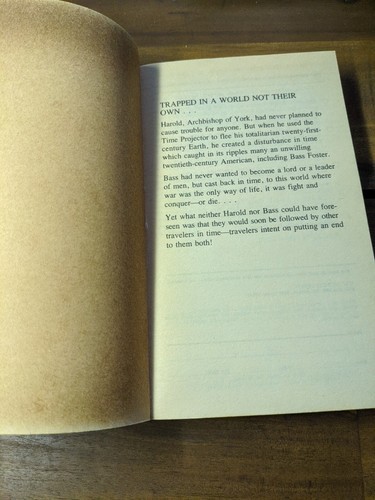 TRAPPED IN A WORLD NOT THEIR
OWN . . .
Harold, Archbishop of York, had never planned to
cause trouble for anyone. But when he used the
Time Projector to flee his totalitarian twenty-first-
century Earth, he created a disturbance in time
which caught in its ripples many an unwilling
twentieth-century American, including Bass Foster.
Bass had never wanted to become a lord or a leader
of men, but cast back in time, to this world where
war was the only way of life, it was fight and
conquer—or die. . . .
Yet what neither Harold nor Bass could have fore-
seen was that they would soon be followed by other
travelers in time—travelers intent on putting an end
to them both!